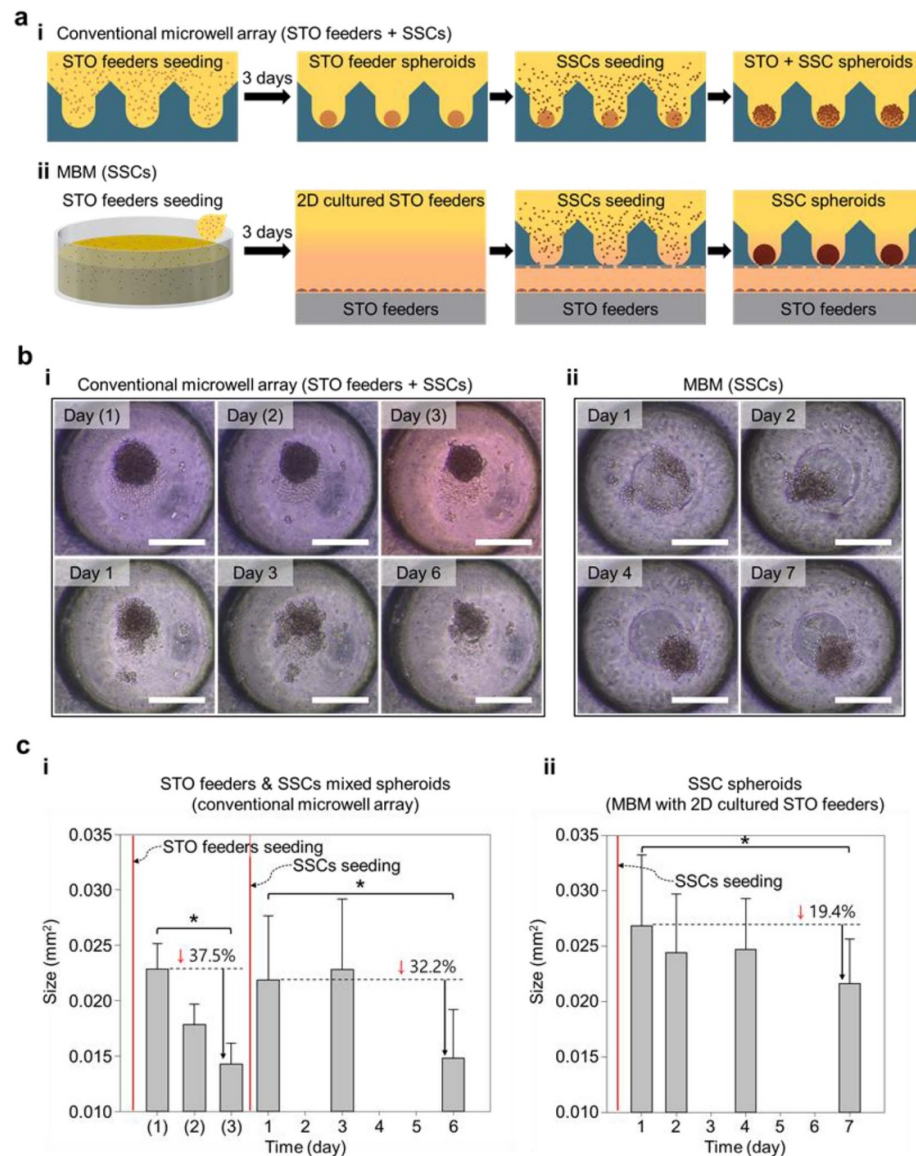 a
i
Conventional microwell array (STO feeders + SSCs)
STO feeders seeding
3 days
STO feeder spheroids
SSCs seeding
STO + SSC spheroids
ii
MBM (SSCs)
STO feeders seeding
3 days
2D cultured STO feeders
SSCs seeding
SSC spheroids
STO feeders
STO feeders
STO feeders
b
i
Conventional microwell array (STO feeders + SSCs)
Day (1)
Day (2)
Day (3)
Day 1
Day 3
Day 6
ii
MBM (SSCs)
Day 1
Day 2
Day 4
Day 7
c
i
STO feeders & SSCs mixed spheroids
(conventional microwell array)
Size (mm²)
0.035
0.030
0.025
0.020
0.015
0.010
STO feeders seeding
SSCs seeding
*
*
↓ 37.5%
↓ 32.2%
(1) (2) (3) 1 2 3 4 5 6
Time (day)
ii
SSC spheroids
(MBM with 2D cultured STO feeders)
Size (mm²)
0.035
0.030
0.025
0.020
0.015
0.010
*
SSCs seeding
↓ 19.4%
1 2 3 4 5 6 7
Time (day)